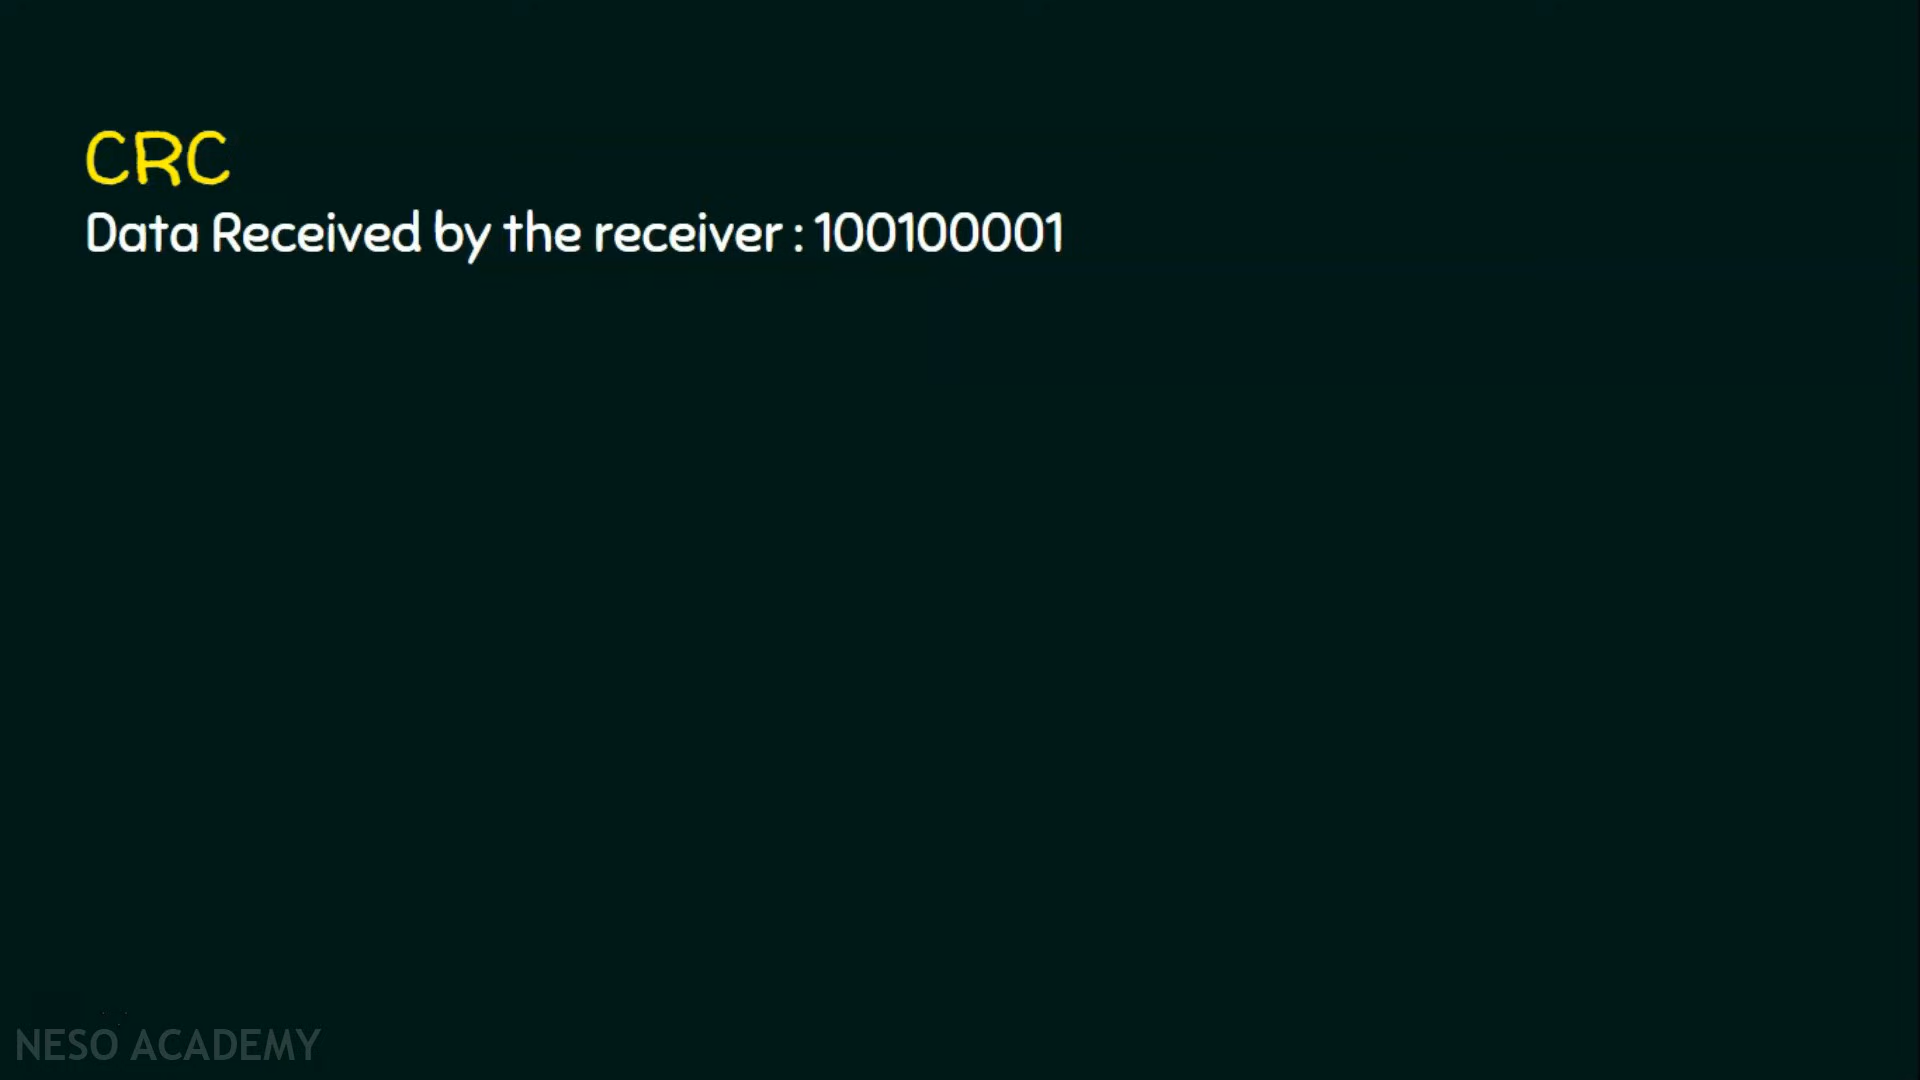 CRC
Data Received by the receiver : 100100001
NESO ACADEMY